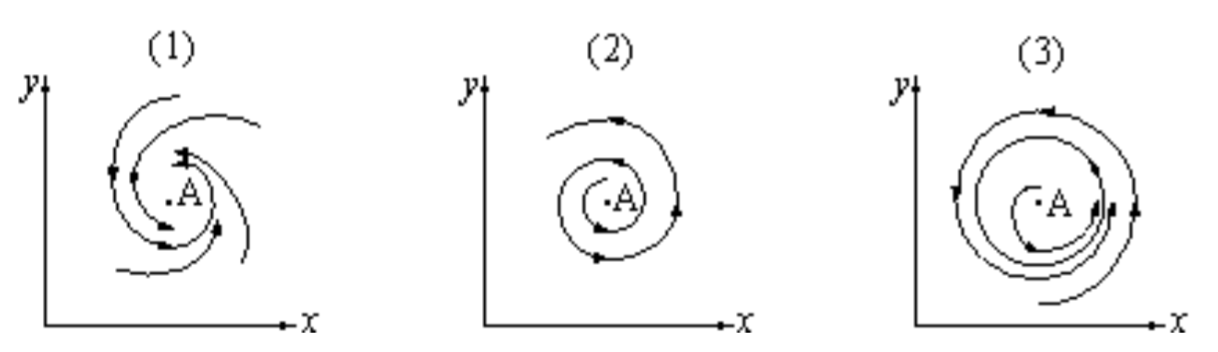 (1) (2) (3)
y y y
A A A
x x x